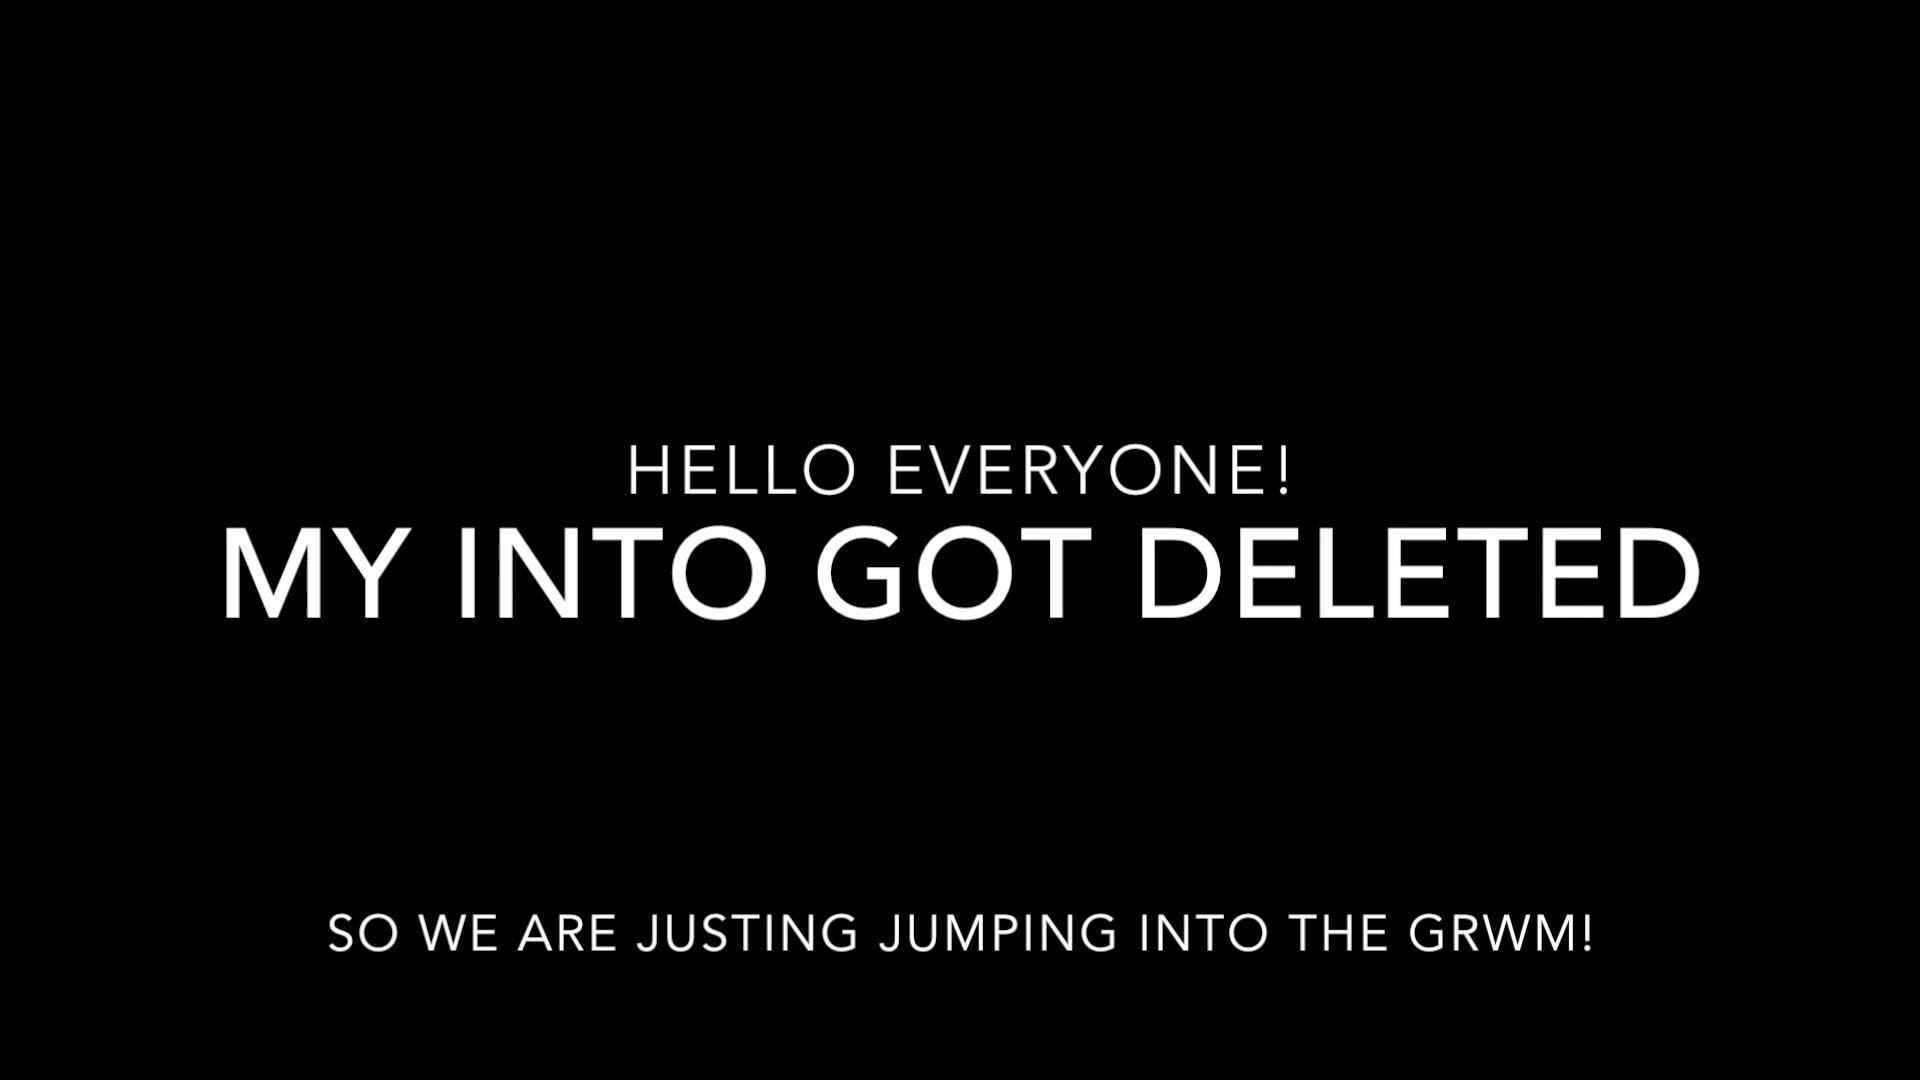 HELLO EVERYONE!
MY INTO GOT DELETED
SO WE ARE JUSTING JUMPING INTO THE GRWM!